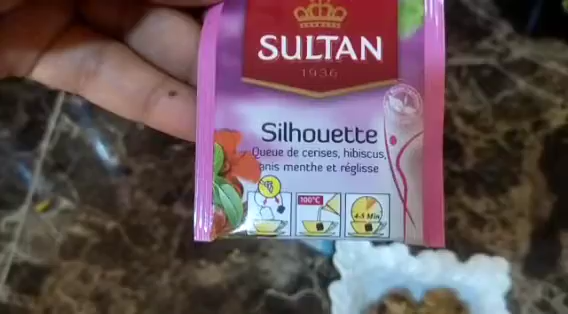 SULTAN
1936
Silhouette
Queue de cerises, hibiscus,
anis menthe et réglisse
100°C
4-5 Min